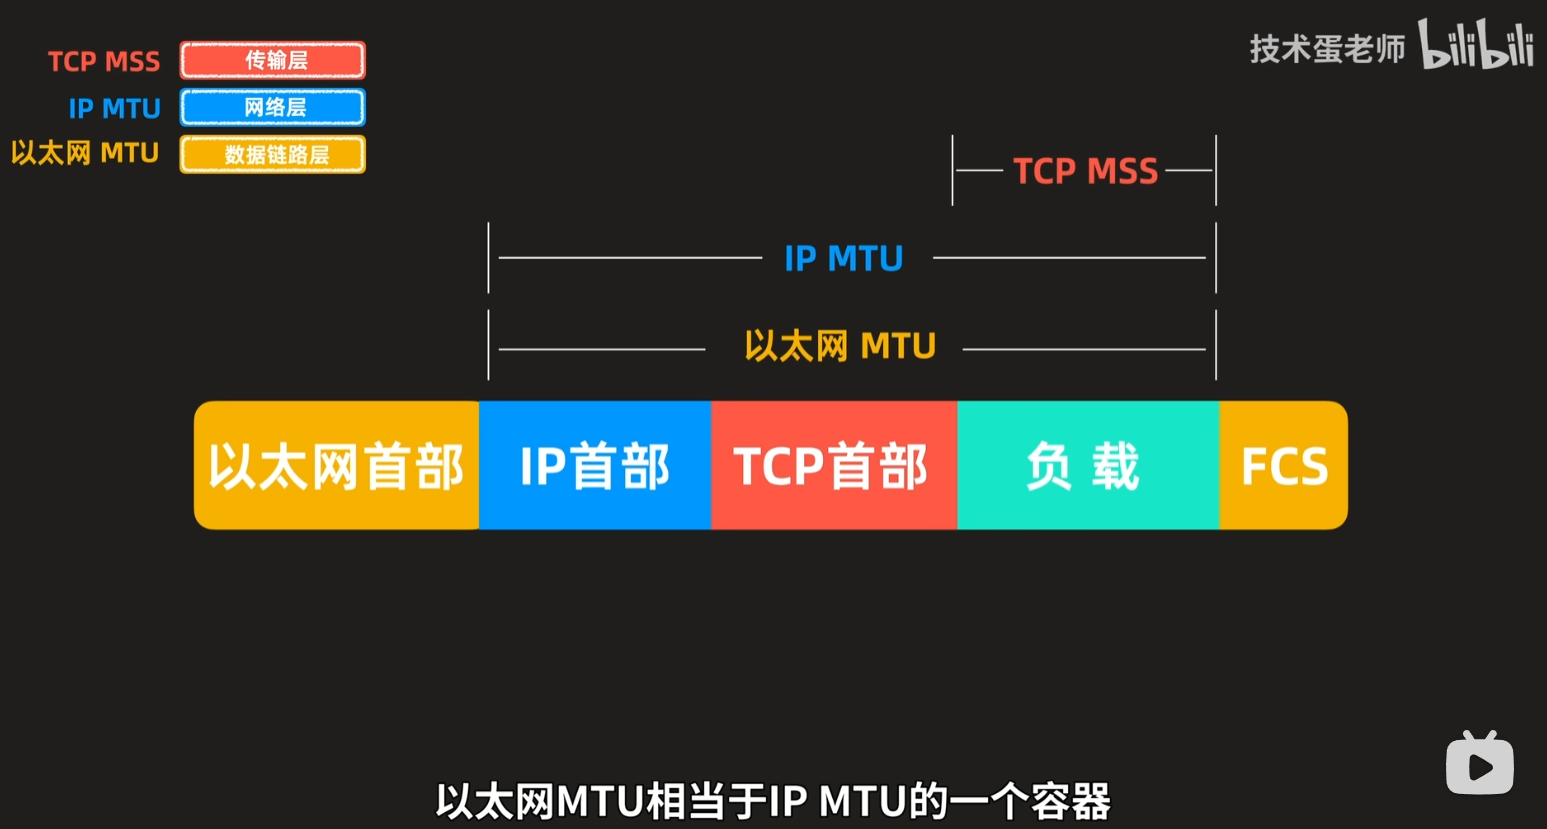 TCP MSS 传输层
IP MTU 网络层
以太网 MTU 数据链路层
技术蛋老师 bilibili
TCP MSS
IP MTU
以太网 MTU
以太网首部 IP首部 TCP首部 负载 FCS
以太网MTU相当于IP MTU的一个容器